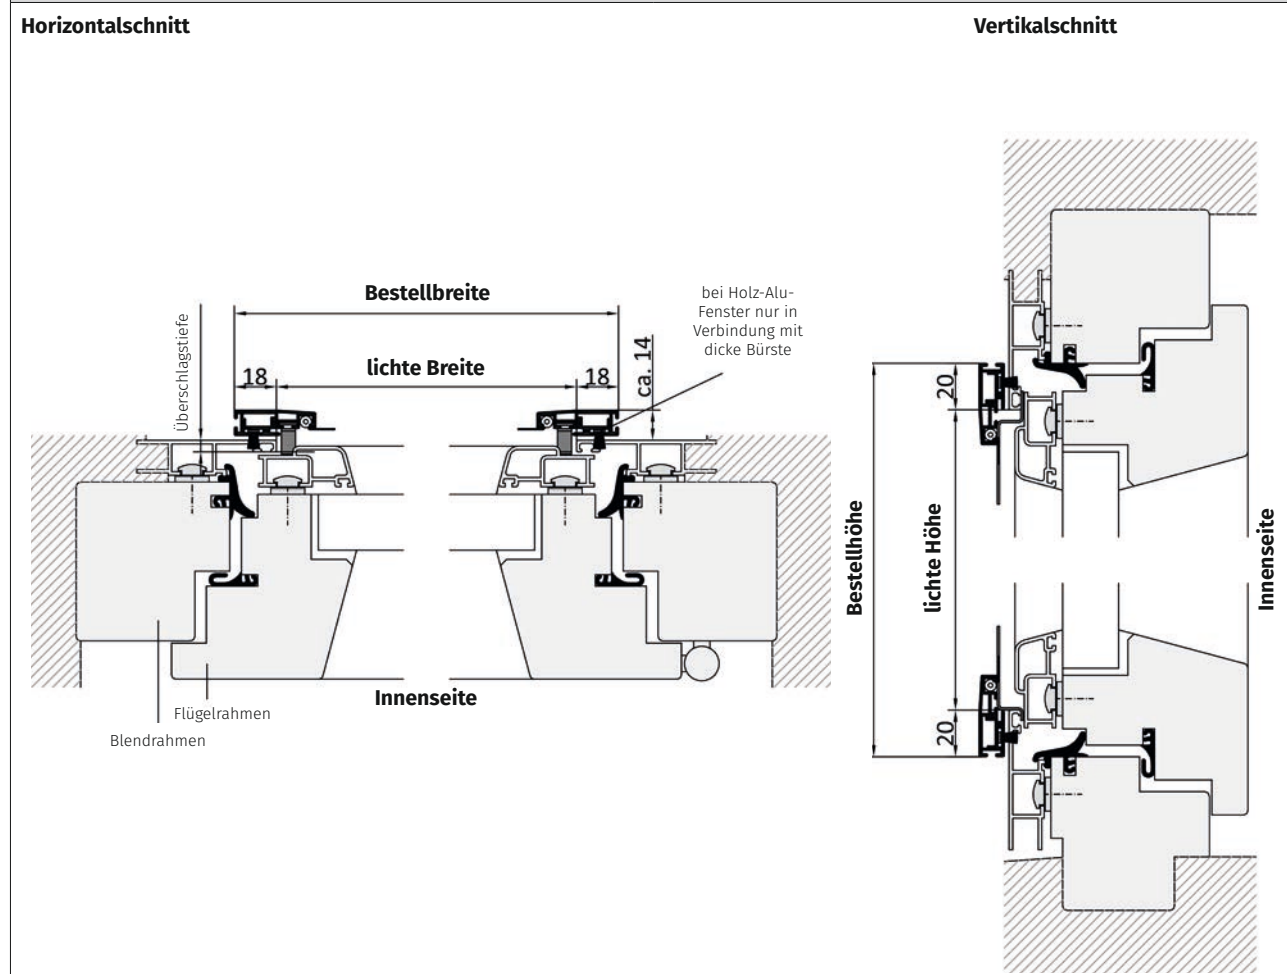 Horizontalschnitt
Vertikalschnitt
Bestellbreite
bei Holz-Alu-
Fenster nur in
Verbindung mit
dicke Bürste
Überschlagstiefe
lichte Breite
18
18
ca. 14
20
Bestellhöhe
lichte Höhe
Innenseite
20
Innenseite
Flügelrahmen
Blendrahmen